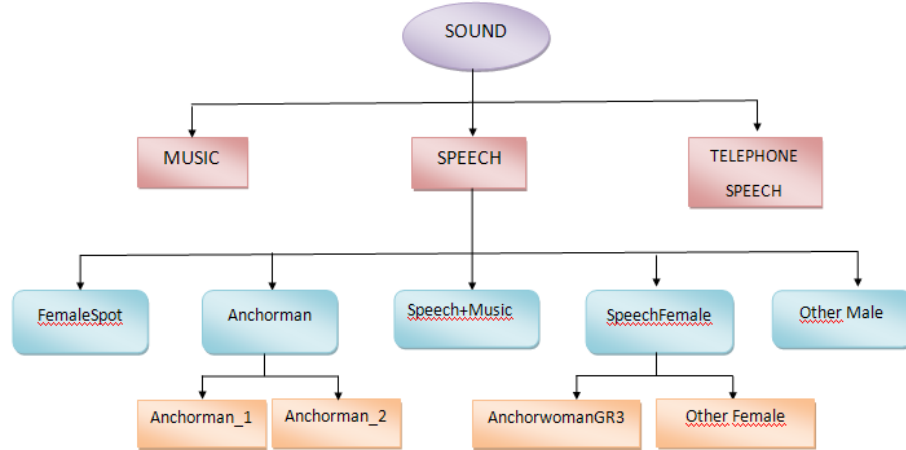 SOUND
MUSIC
SPEECH
TELEPHONE
SPEECH
FemaleSpot
Anchorman
Speech+Music
SpeechFemale
Other Male
Anchorman_1
Anchorman_2
AnchorwomanGR3
Other Female